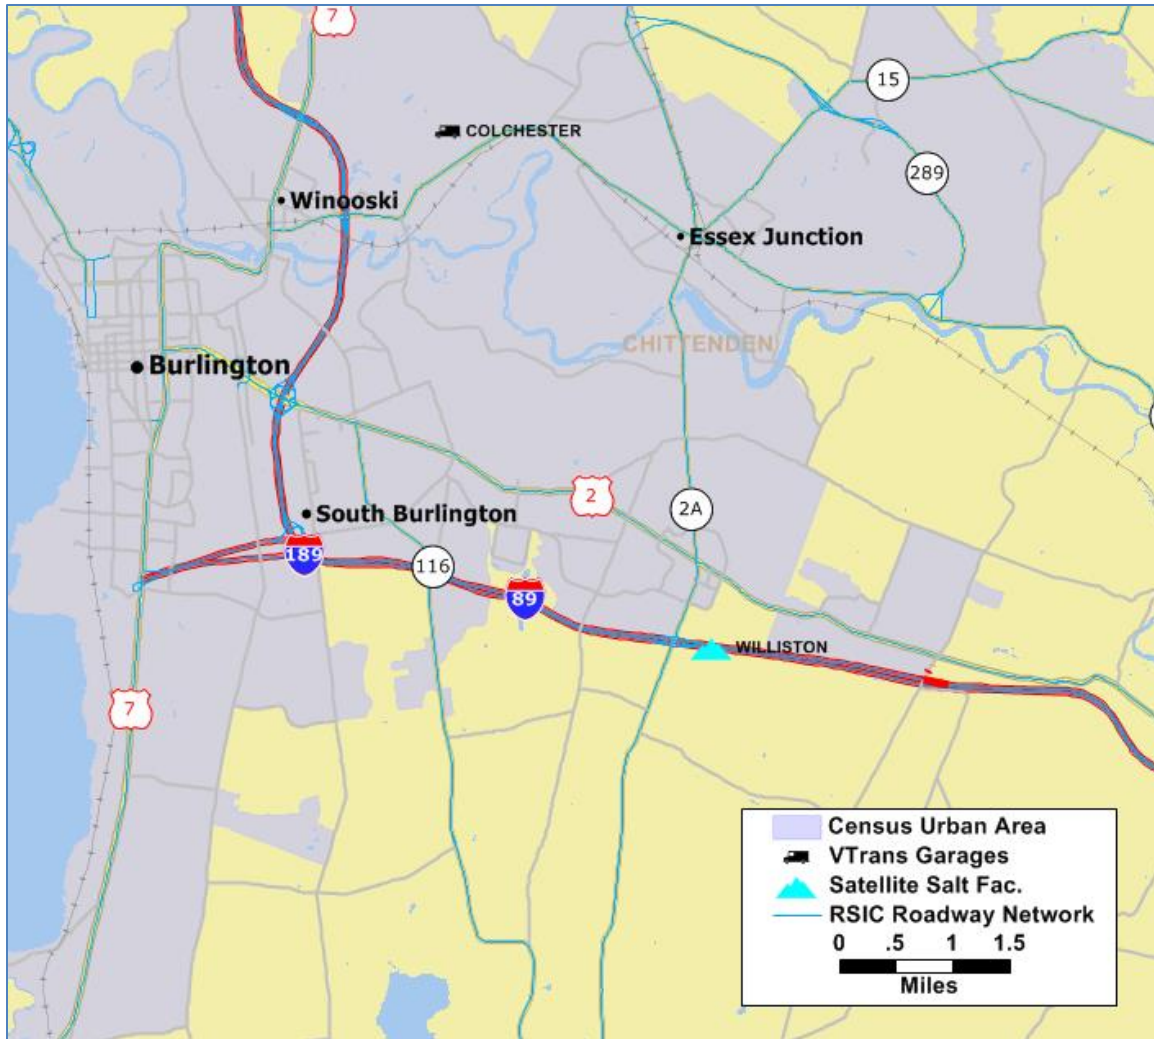 7
COLCHESTER
15
289
Winooski
Essex Junction
CHITTENDEN
Burlington
2
2A
South Burlington
189
116
89
WILLISTON
7
Census Urban Area
VTrans Garages
Satellite Salt Fac.
RSIC Roadway Network
0 .5 1 1.5
Miles